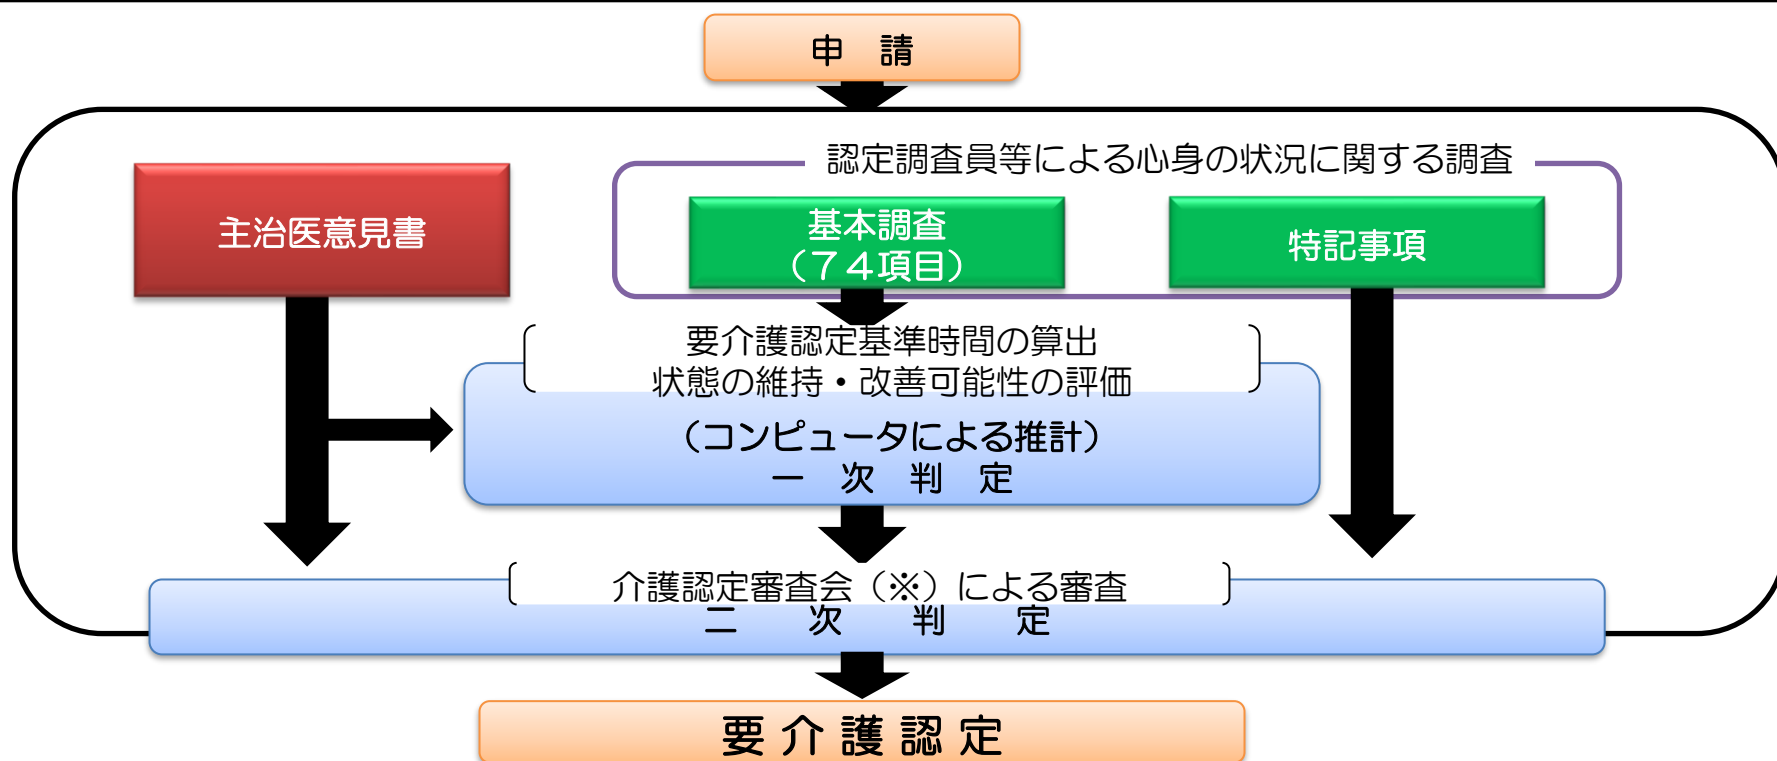 申　請
認定調査員等による心身の状況に関する調査
主治医意見書
基本調査
（７４項目）
特記事項
要介護認定基準時間の算出
状態の維持・改善可能性の評価
（コンピュータによる推計）
一　次　判　定
介護認定審査会（※）による審査
二　　次　　判　　定
要 介 護 認 定